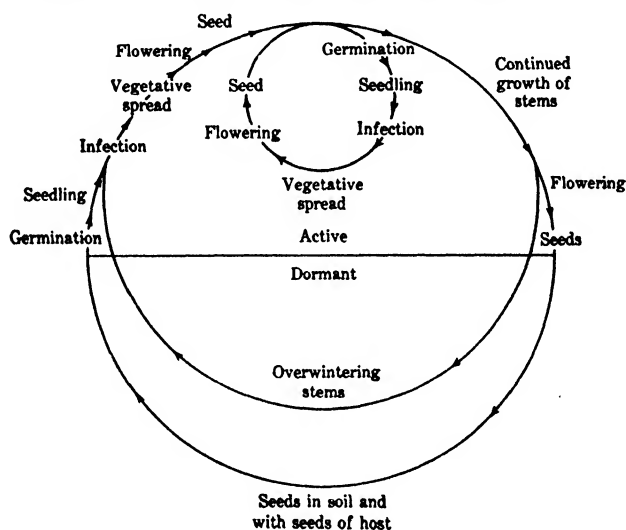 Seed
Flowering
Vegetative
spread
Infection
Seedling
Germination
Germination
Seedling
Infection
Vegetative
spread
Flowering
Seed
Continued
growth of
stems
Flowering
Seeds
Active
Dormant
Overwintering
stems
Seeds in soil and
with seeds of host